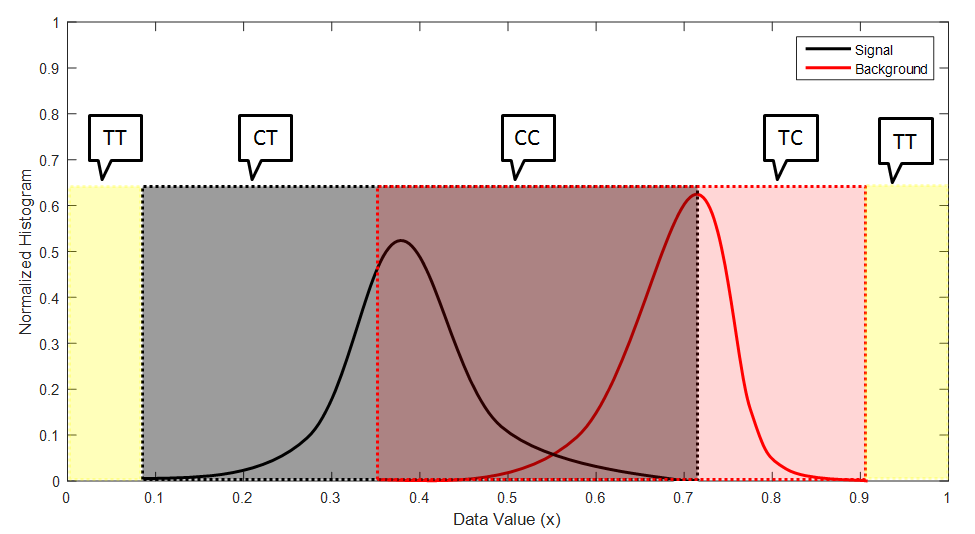 1
0.9
0.8
0.7
0.6
0.5
0.4
0.3
0.2
0.1
0
Normalized Histogram
Signal
Background
TT
CT
CC
TC
TT
0 0.1 0.2 0.3 0.4 0.5 0.6 0.7 0.8 0.9 1
Data Value (x)